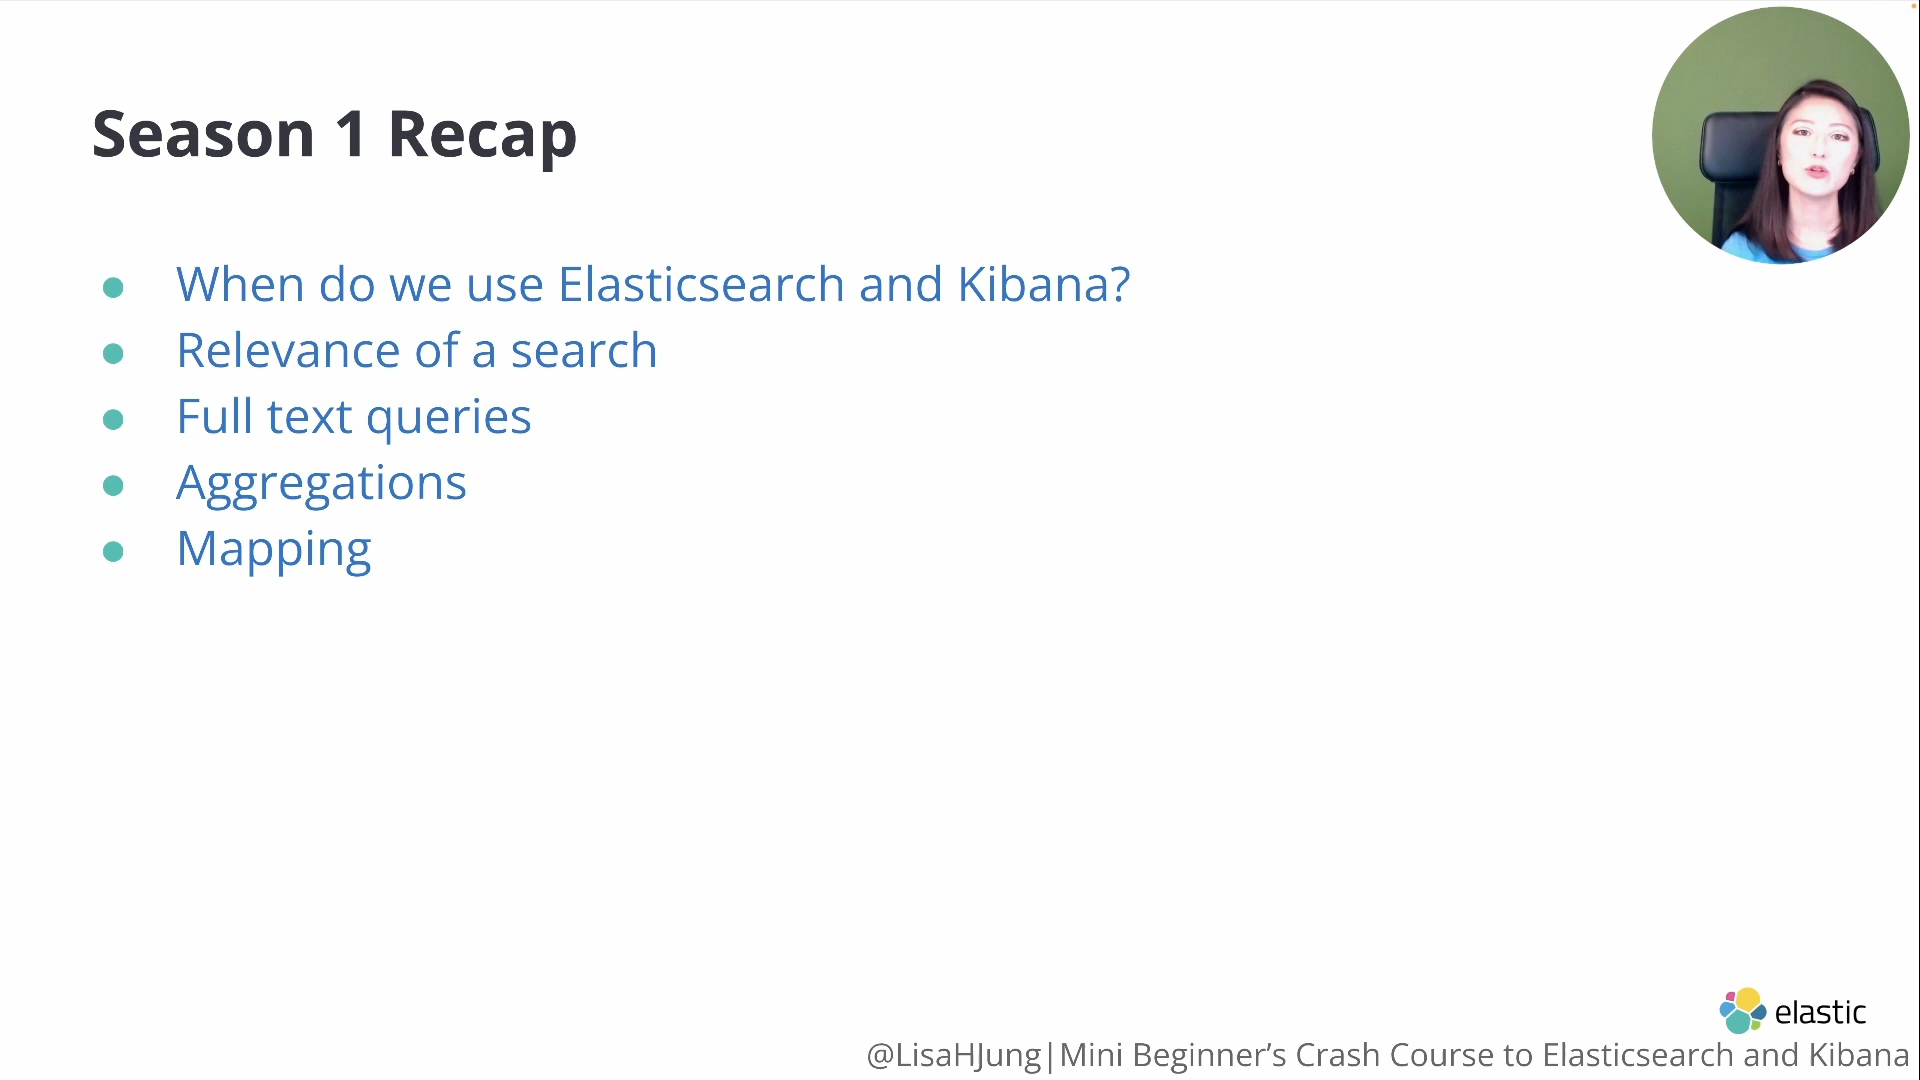 Season 1 Recap
When do we use Elasticsearch and Kibana?
Relevance of a search
Full text queries
Aggregations
Mapping
elastic
@LisaHJung|Mini Beginner’s Crash Course to Elasticsearch and Kibana